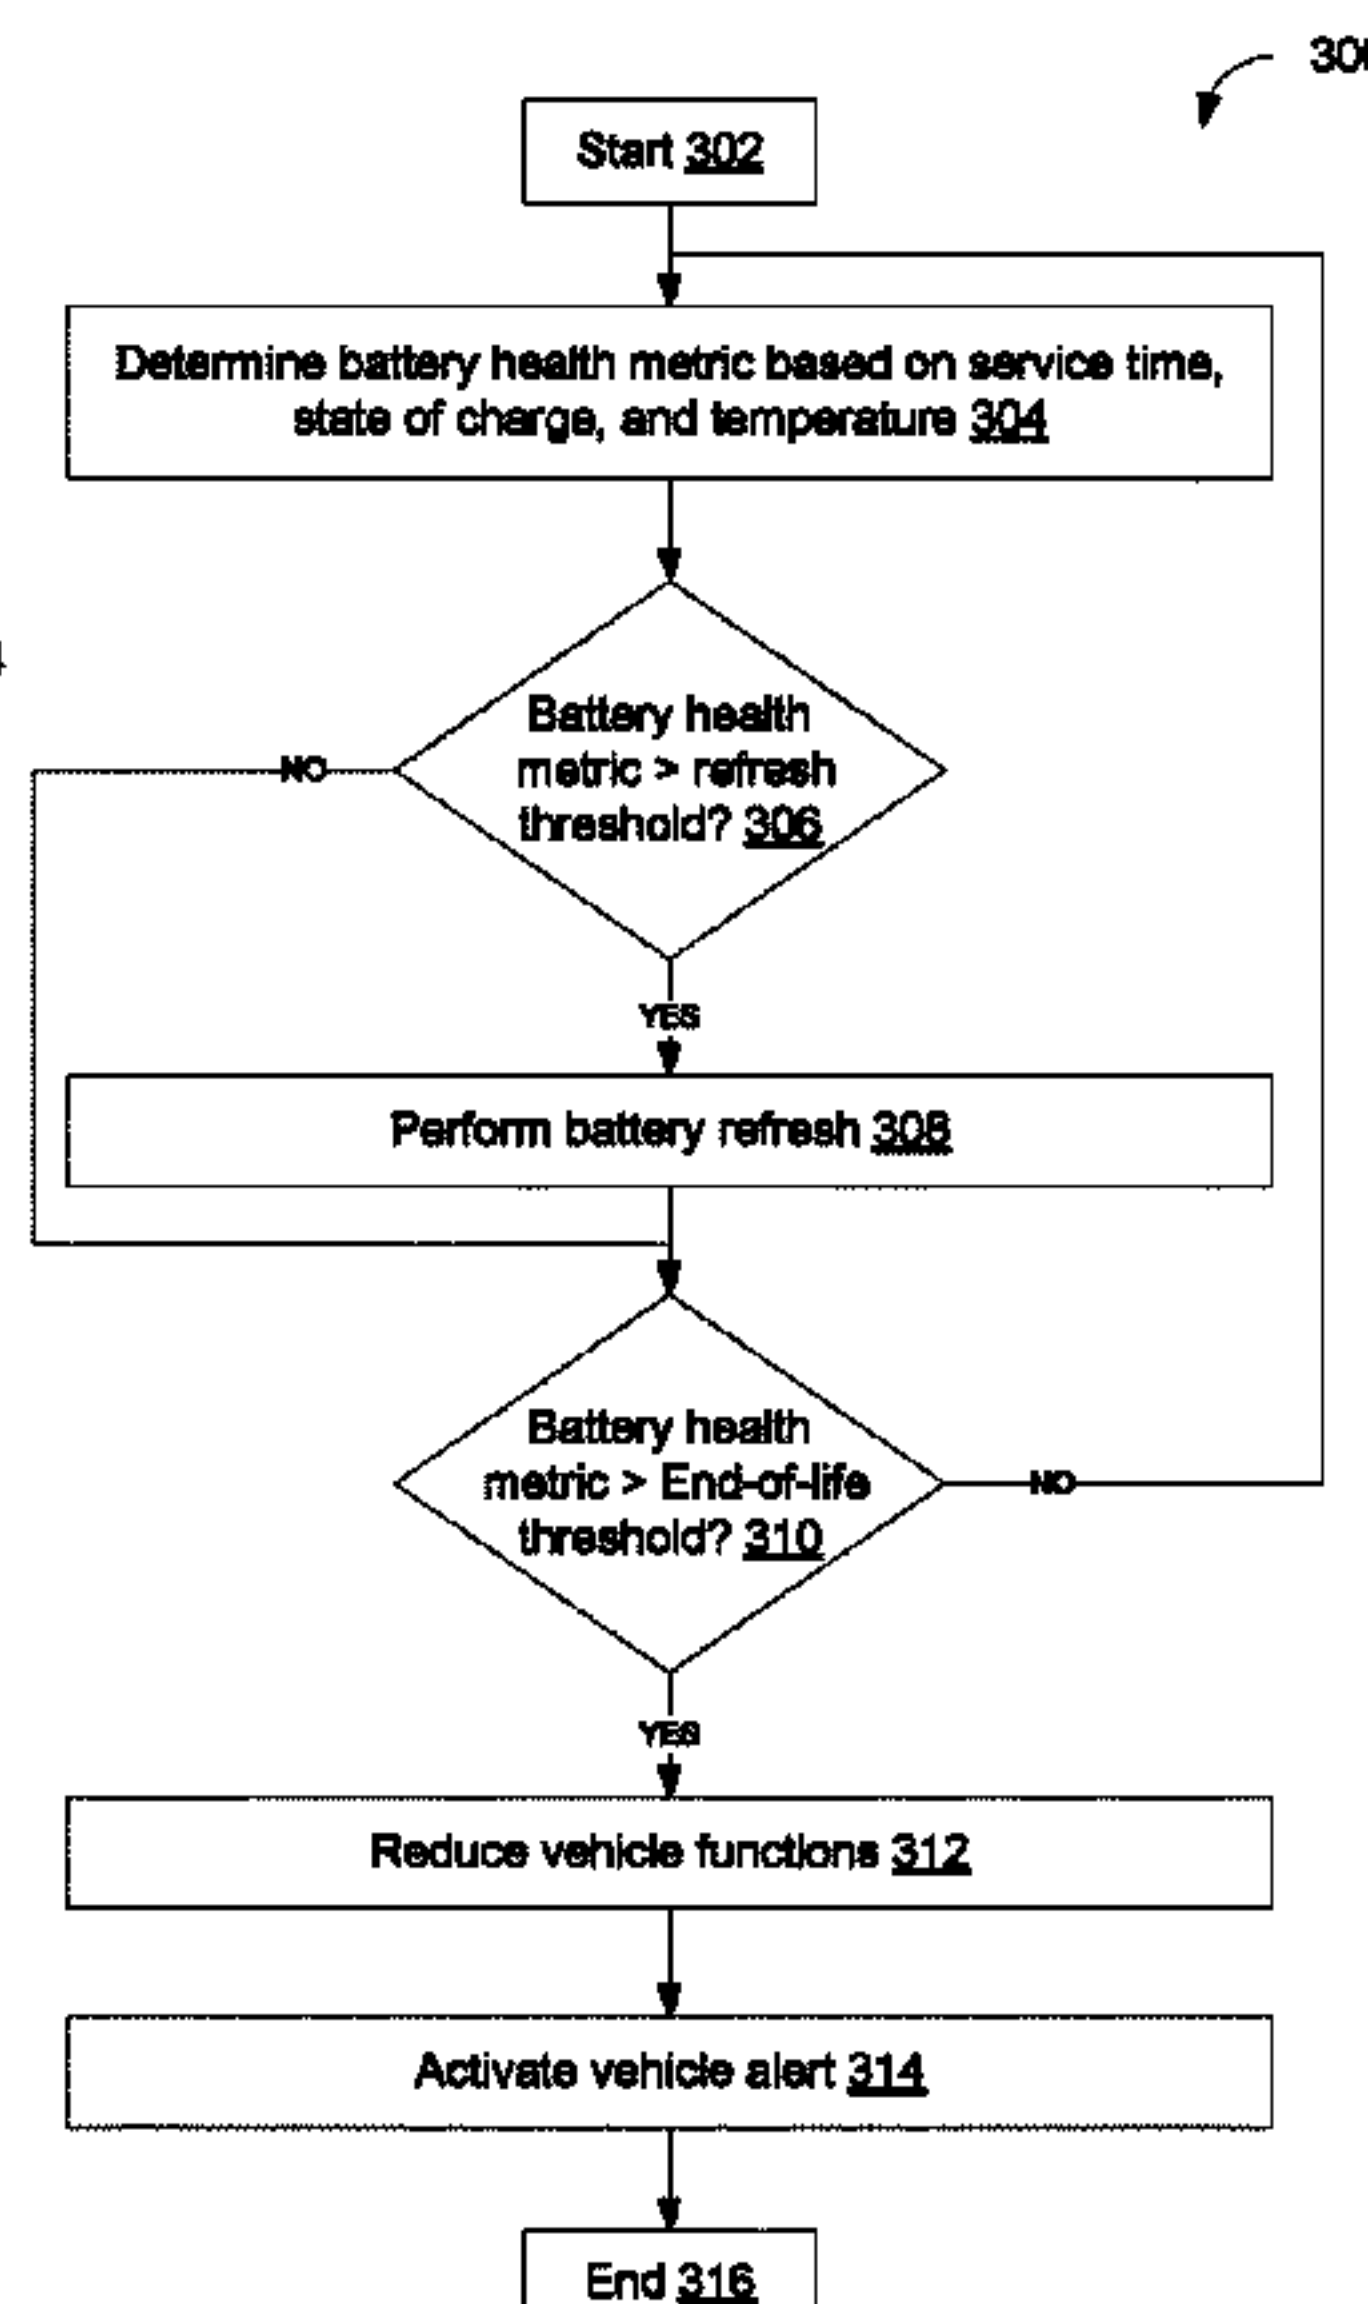 Start 302
Determine battery health metric based on service time,
state of charge, and temperature 304
Battery health
metric > refresh
threshold? 306
NO
YES
Perform battery refresh 308
Battery health
metric > End-of-life
threshold? 310
NO
YES
Reduce vehicle functions 312
Activate vehicle alert 314
End 316